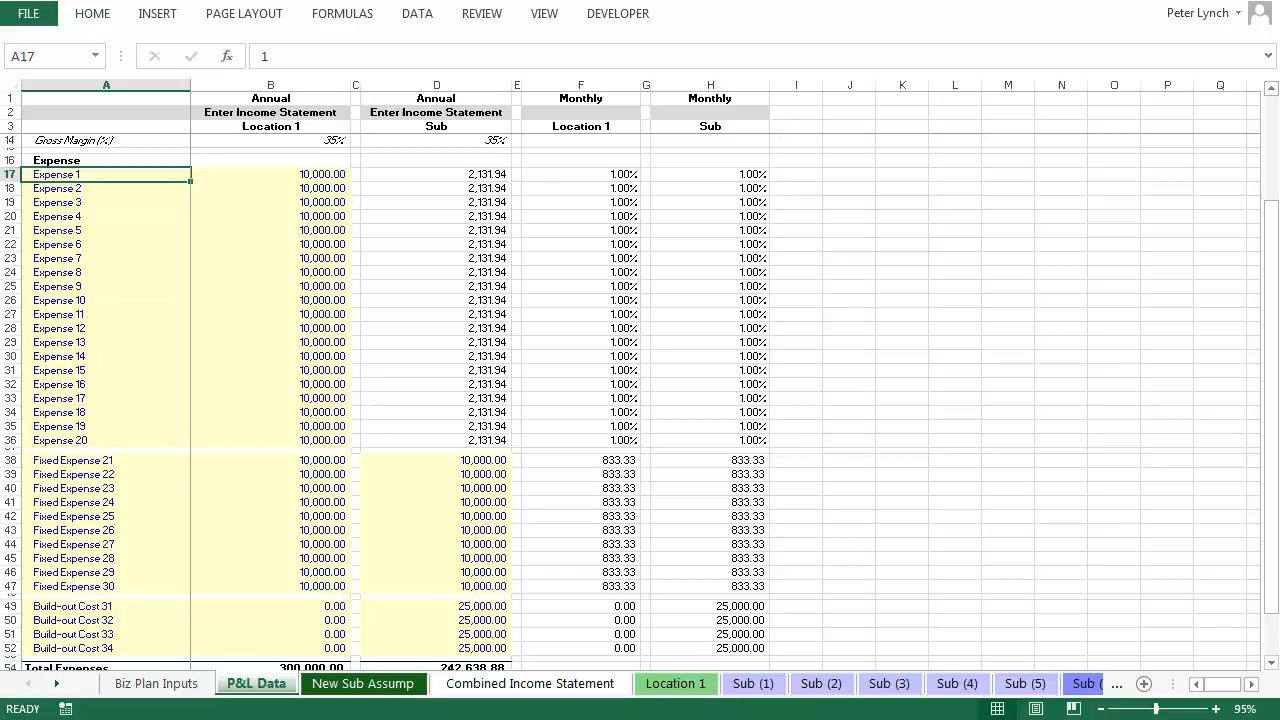 FILE HOME INSERT PAGE LAYOUT FORMULAS DATA REVIEW VIEW DEVELOPER Peter Lynch
A17 fx 1
A B C D E F G H I J K L M N O P Q
1 Annual Annual Monthly Monthly
2 Enter Income Statement Enter Income Statement
3 Location 1 Sub Location 1 Sub
14 Gross Margin (%) 35% 35%
16 Expense
17 Expense 1 10,000.00 2,131.94 1.00% 1.00%
18 Expense 2 10,000.00 2,131.94 1.00% 1.00%
19 Expense 3 10,000.00 2,131.94 1.00% 1.00%
20 Expense 4 10,000.00 2,131.94 1.00% 1.00%
21 Expense 5 10,000.00 2,131.94 1.00% 1.00%
22 Expense 6 10,000.00 2,131.94 1.00% 1.00%
23 Expense 7 10,000.00 2,131.94 1.00% 1.00%
24 Expense 8 10,000.00 2,131.94 1.00% 1.00%
25 Expense 9 10,000.00 2,131.94 1.00% 1.00%
26 Expense 10 10,000.00 2,131.94 1.00% 1.00%
27 Expense 11 10,000.00 2,131.94 1.00% 1.00%
28 Expense 12 10,000.00 2,131.94 1.00% 1.00%
29 Expense 13 10,000.00 2,131.94 1.00% 1.00%
30 Expense 14 10,000.00 2,131.94 1.00% 1.00%
31 Expense 15 10,000.00 2,131.94 1.00% 1.00%
32 Expense 16 10,000.00 2,131.94 1.00% 1.00%
33 Expense 17 10,000.00 2,131.94 1.00% 1.00%
34 Expense 18 10,000.00 2,131.94 1.00% 1.00%
35 Expense 19 10,000.00 2,131.94 1.00% 1.00%
36 Expense 20 10,000.00 2,131.94 1.00% 1.00%
38 Fixed Expense 21 10,000.00 10,000.00 833.33 833.33
39 Fixed Expense 22 10,000.00 10,000.00 833.33 833.33
40 Fixed Expense 23 10,000.00 10,000.00 833.33 833.33
41 Fixed Expense 24 10,000.00 10,000.00 833.33 833.33
42 Fixed Expense 25 10,000.00 10,000.00 833.33 833.33
43 Fixed Expense 26 10,000.00 10,000.00 833.33 833.33
44 Fixed Expense 27 10,000.00 10,000.00 833.33 833.33
45 Fixed Expense 28 10,000.00 10,000.00 833.33 833.33
46 Fixed Expense 29 10,000.00 10,000.00 833.33 833.33
47 Fixed Expense 30 10,000.00 10,000.00 833.33 833.33
49 Build-out Cost 31 0.00 25,000.00 0.00 25,000.00
50 Build-out Cost 32 0.00 25,000.00 0.00 25,000.00
51 Build-out Cost 33 0.00 25,000.00 0.00 25,000.00
52 Build-out Cost 34 0.00 25,000.00 0.00 25,000.00
54 Total Expenses 300,000.00 242,638.88
Biz Plan Inputs P&L Data New Sub Assump Combined Income Statement Location 1 Sub (1) Sub (2) Sub (3) Sub (4) Sub (5) Sub ( ...
READY 95%